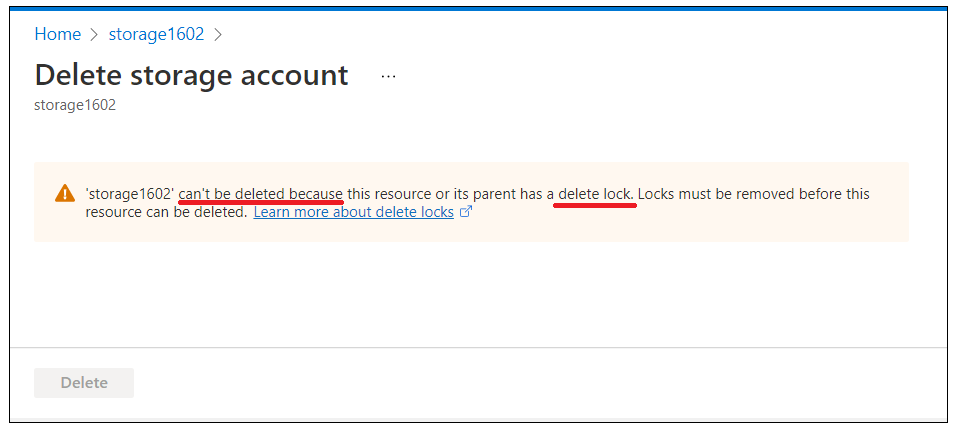 Home > storage1602 >
Delete storage account ...
storage1602
'storage1602' can't be deleted because this resource or its parent has a delete lock. Locks must be removed before this
resource can be deleted. Learn more about delete locks
Delete